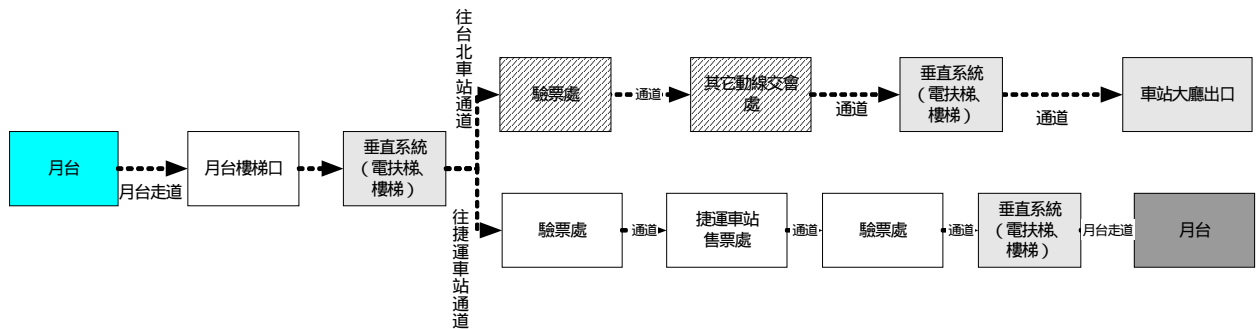 月台
月台走道
月台樓梯口
垂直系統
（電扶梯、
樓梯）
往台北車站通道
驗票處
通道
其它動線交會
處
通道
垂直系統
（電扶梯、
樓梯）
通道
車站大廳出口
往捷運車站通道
驗票處
通道
捷運車站
售票處
通道
驗票處
通道
垂直系統
（電扶梯、
樓梯）
月台走道
月台